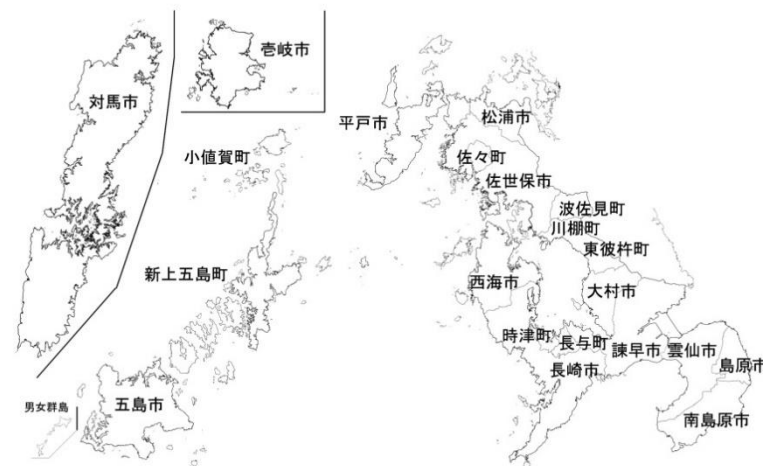 壱岐市
対馬市
平戸市
松浦市
小値賀町
佐々町
佐世保市
波佐見町
川棚町
東彼杵町
新上五島町
西海市
大村市
時津町
長与町
諫早市
雲仙市
長崎市
島原市
五島市
男女群島
南島原市